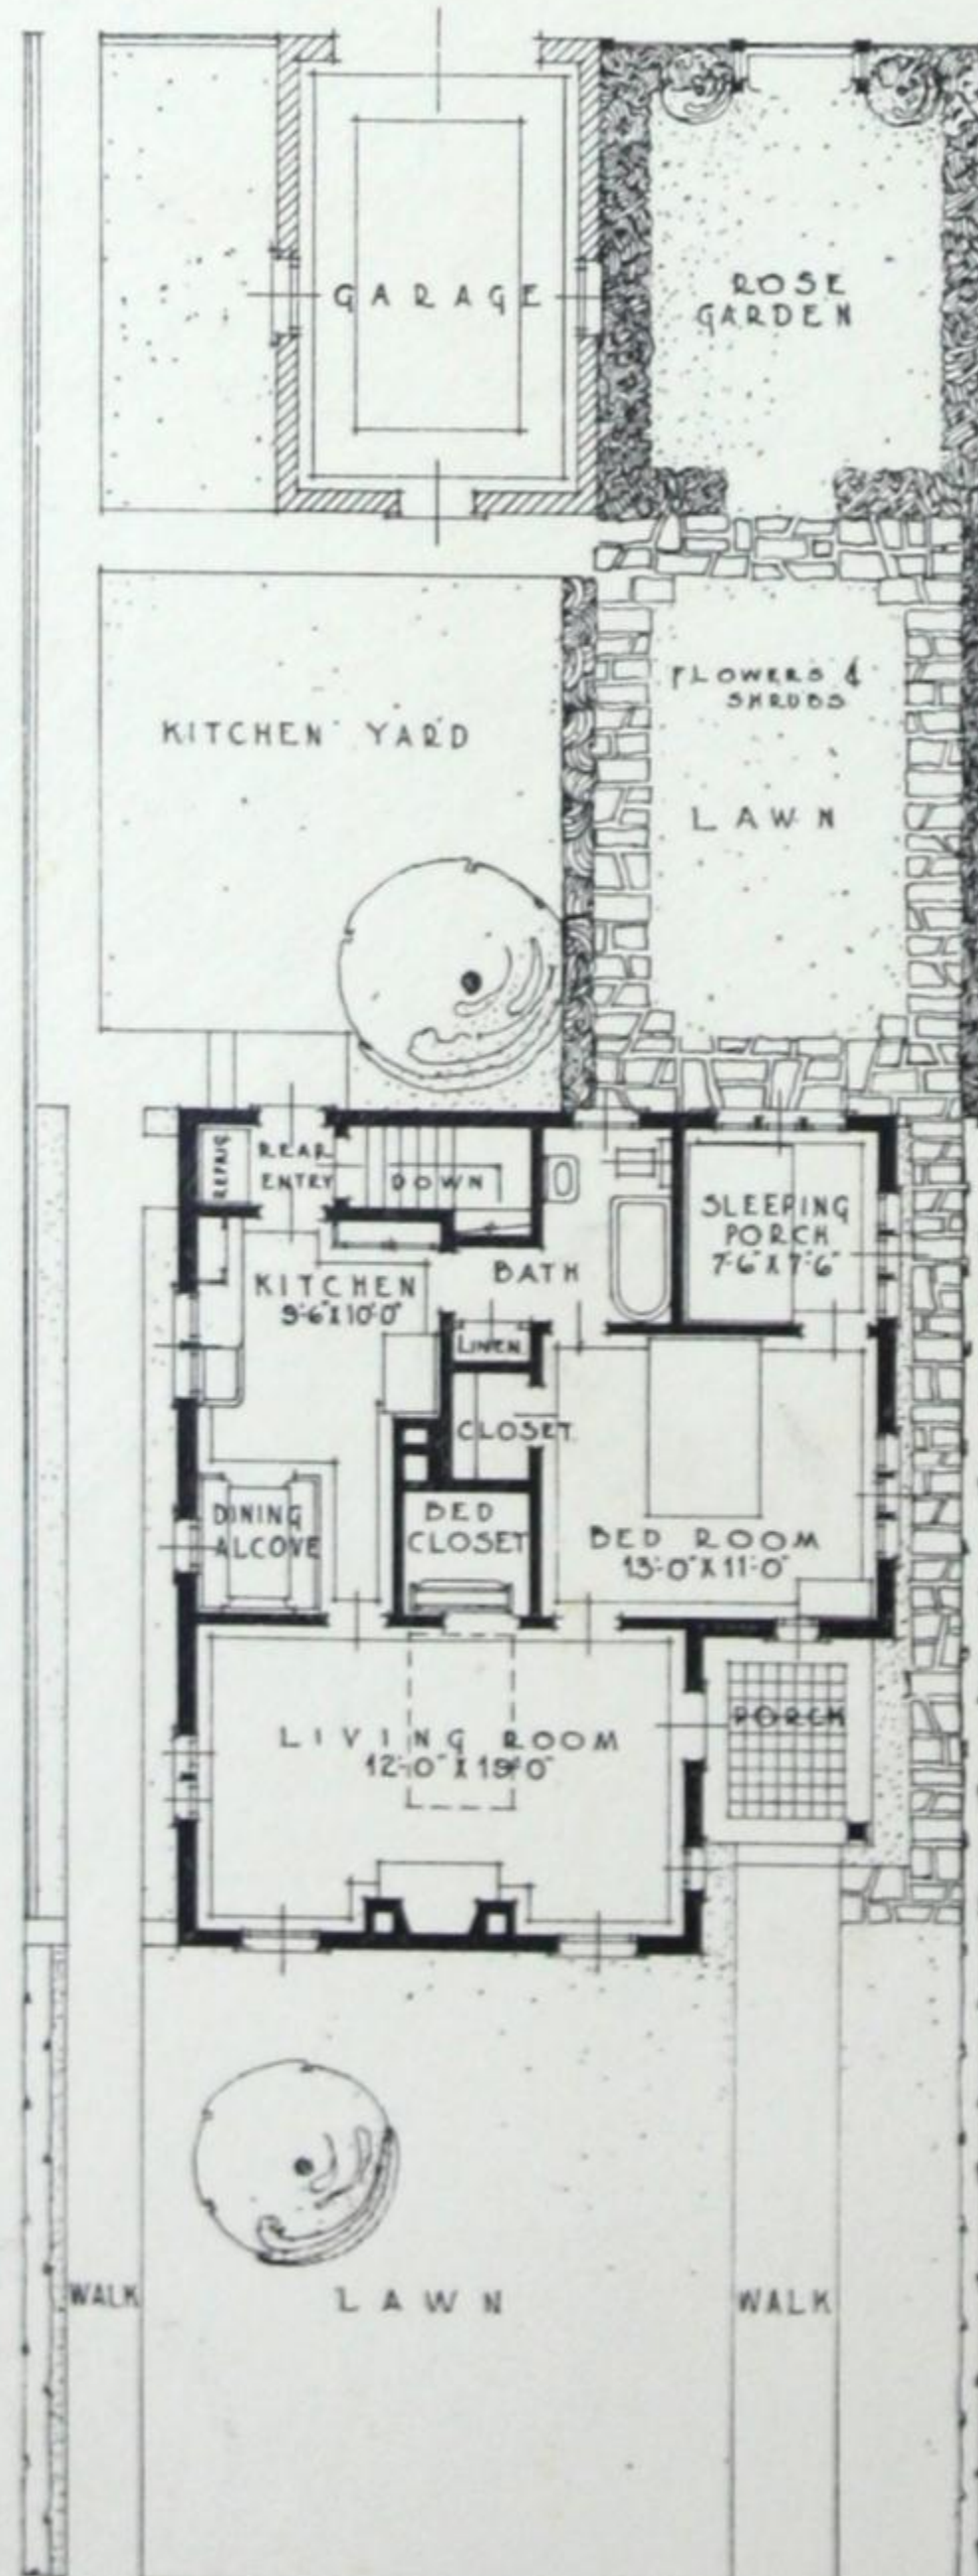 GARAGE
ROSE
GARDEN
FLOWERS &
SHRUBS
KITCHEN YARD
LAWN
REFRIG
REAR
ENTRY
DOWN
SLEEPING
PORCH
7'-6" X 7'-6"
BATH
KITCHEN
9'-6" X 10'-0"
LINEN
CLOSET
DINING
ALCOVE
BED
CLOSET
BED ROOM
13'-0" X 11'-0"
PORCH
LIVING ROOM
12'-0" X 19'-0"
WALK
LAWN
WALK